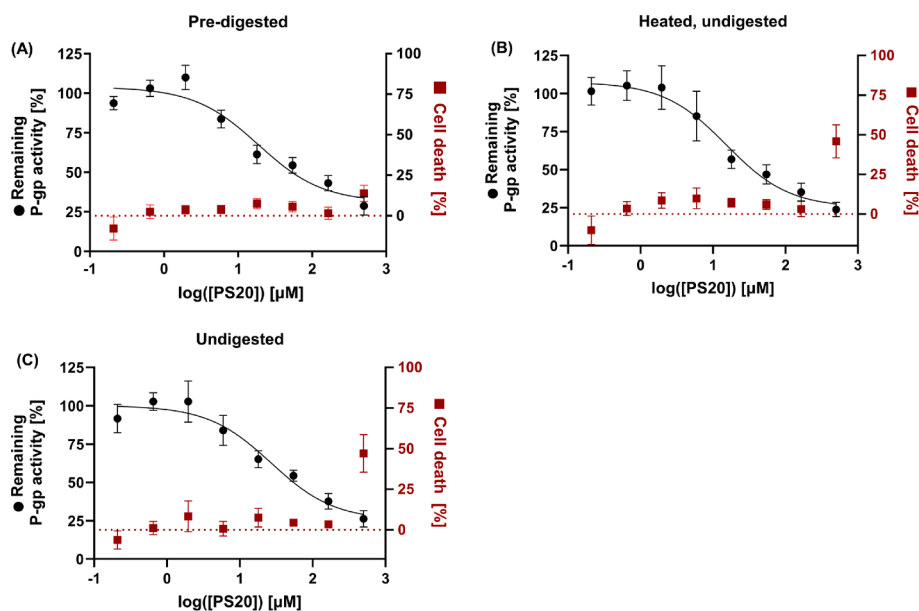 Pre-digested
(A)
125
100
75
50
25
0
● Remaining
P-gp activity [%]
100
75
50
25
0
■ Cell death [%]
-1
0
1
2
3
log([PS20]) [µM]
Heated, undigested
(B)
125
100
75
50
25
0
● Remaining
P-gp activity [%]
100
75
50
25
0
■ Cell death [%]
-1
0
1
2
3
log([PS20]) [µM]
Undigested
(C)
125
100
75
50
25
0
● Remaining
P-gp activity [%]
100
75
50
25
0
■ Cell death [%]
-1
0
1
2
3
log([PS20]) [µM]